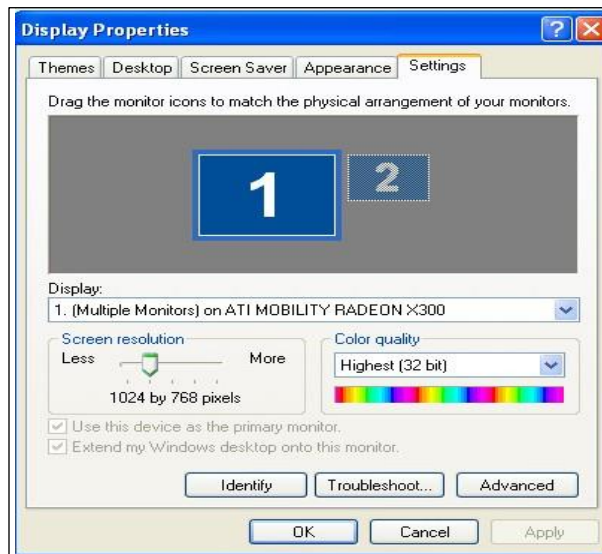 Display Properties
Themes Desktop Screen Saver Appearance Settings
Drag the monitor icons to match the physical arrangement of your monitors.
1 2
Display:
1. (Multiple Monitors) on ATI MOBILITY RADEON X300
Screen resolution
Less More
1024 by 768 pixels
Color quality
Highest (32 bit)
Use this device as the primary monitor.
Extend my Windows desktop onto this monitor.
Identify Troubleshoot... Advanced
OK Cancel Apply